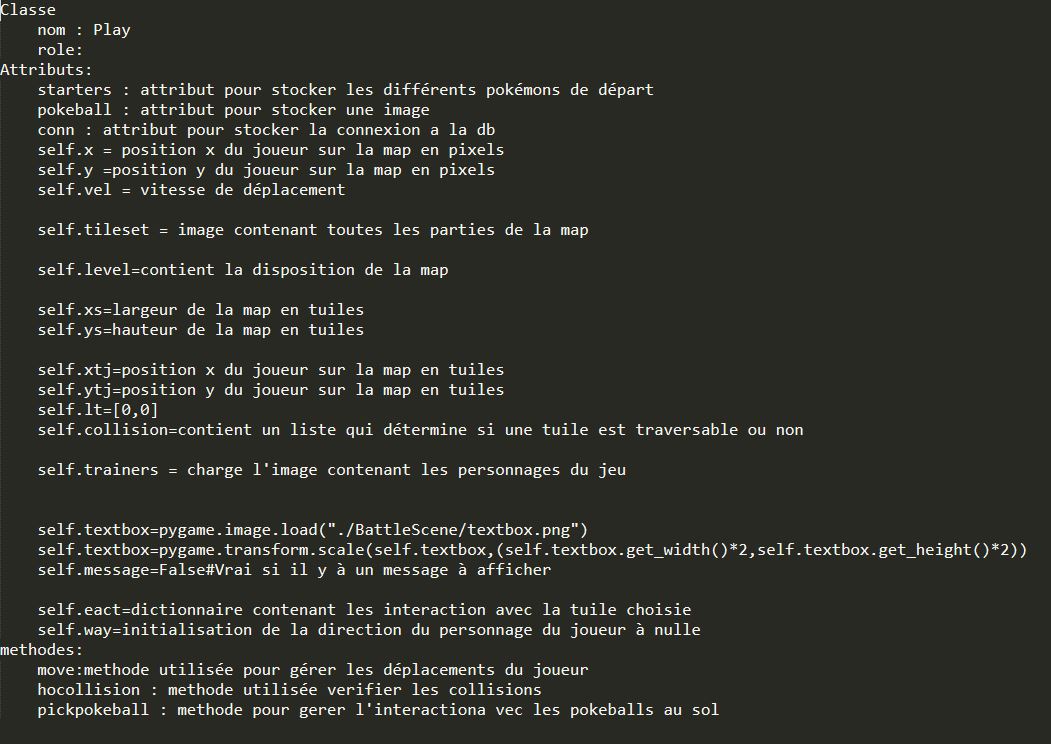 Classe
nom : Play
role:
Attributs:
starters : attribut pour stocker les différents pokémons de départ
pokeball : attribut pour stocker une image
conn : attribut pour stocker la connexion a la db
self.x = position x du joueur sur la map en pixels
self.y =position y du joueur sur la map en pixels
self.vel = vitesse de déplacement
self.tileset = image contenant toutes les parties de la map
self.level=contient la disposition de la map
self.xs=largeur de la map en tuiles
self.ys=hauteur de la map en tuiles
self.xtj=position x du joueur sur la map en tuiles
self.ytj=position y du joueur sur la map en tuiles
self.lt=[0,0]
self.collision=contient un liste qui détermine si une tuile est traversable ou non
self.trainers = charge l'image contenant les personnages du jeu
self.textbox=pygame.image.load("./BattleScene/textbox.png")
self.textbox=pygame.transform.scale(self.textbox,(self.textbox.get_width()*2,self.textbox.get_height()*2))
self.message=False#Vrai si il y à un message à afficher
self.eact=dictionnaire contenant les interaction avec la tuile choisie
self.way=initialisation de la direction du personnage du joueur à nulle
methodes:
move:methode utilisée pour gérer les déplacements du joueur
hocollision : methode utilisée verifier les collisions
pickpokeball : methode pour gerer l'interactiona vec les pokeballs au sol